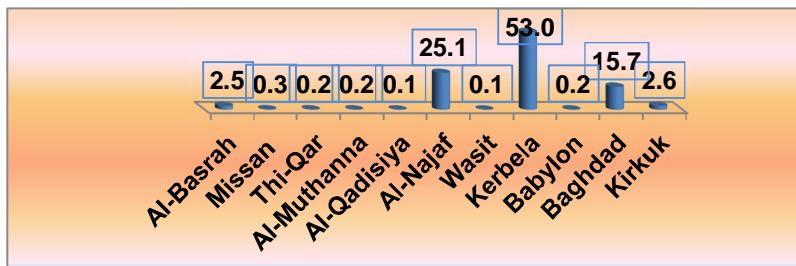 2.5 0.3 0.2 0.2 0.1 25.1 0.1 53.0 0.2 15.7 2.6
Al-Basrah
Missan
Thi-Qar
Al-Muthanna
Al-Qadisiya
Al-Najaf
Wasit
Kerbela
Babylon
Baghdad
Kirkuk